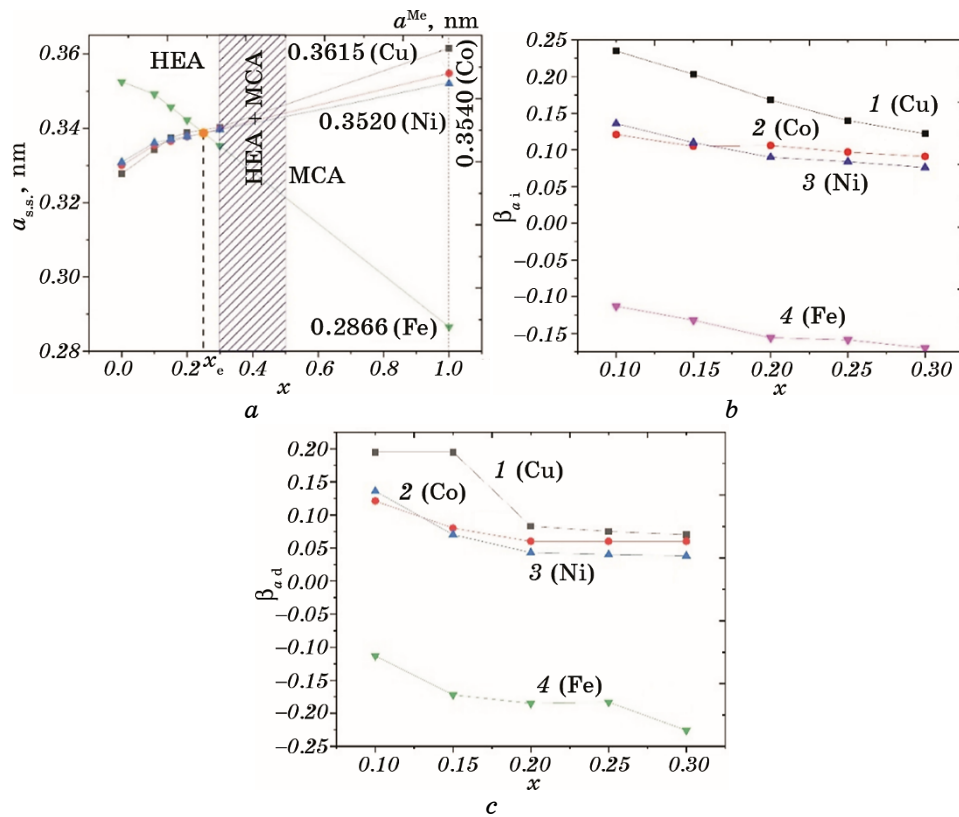 a^Me, nm
0.36
0.34
0.32
0.30
0.28
a_s.s., nm
HEA
HEA + MCA
MCA
0.3615 (Cu)
0.3520 (Ni)
0.3540 (Co)
0.2866 (Fe)
0.0 0.2 x_e 0.4 0.6 0.8 1.0
x
a
0.25
0.20
0.15
0.10
0.05
0.00
−0.05
−0.10
−0.15
β_a i
1 (Cu)
2 (Co)
3 (Ni)
4 (Fe)
0.10 0.15 0.20 0.25 0.30
x
b
0.20
0.15
0.10
0.05
0.00
−0.05
−0.10
−0.15
−0.20
−0.25
β_a d
1 (Cu)
2 (Co)
3 (Ni)
4 (Fe)
0.10 0.15 0.20 0.25 0.30
x
c